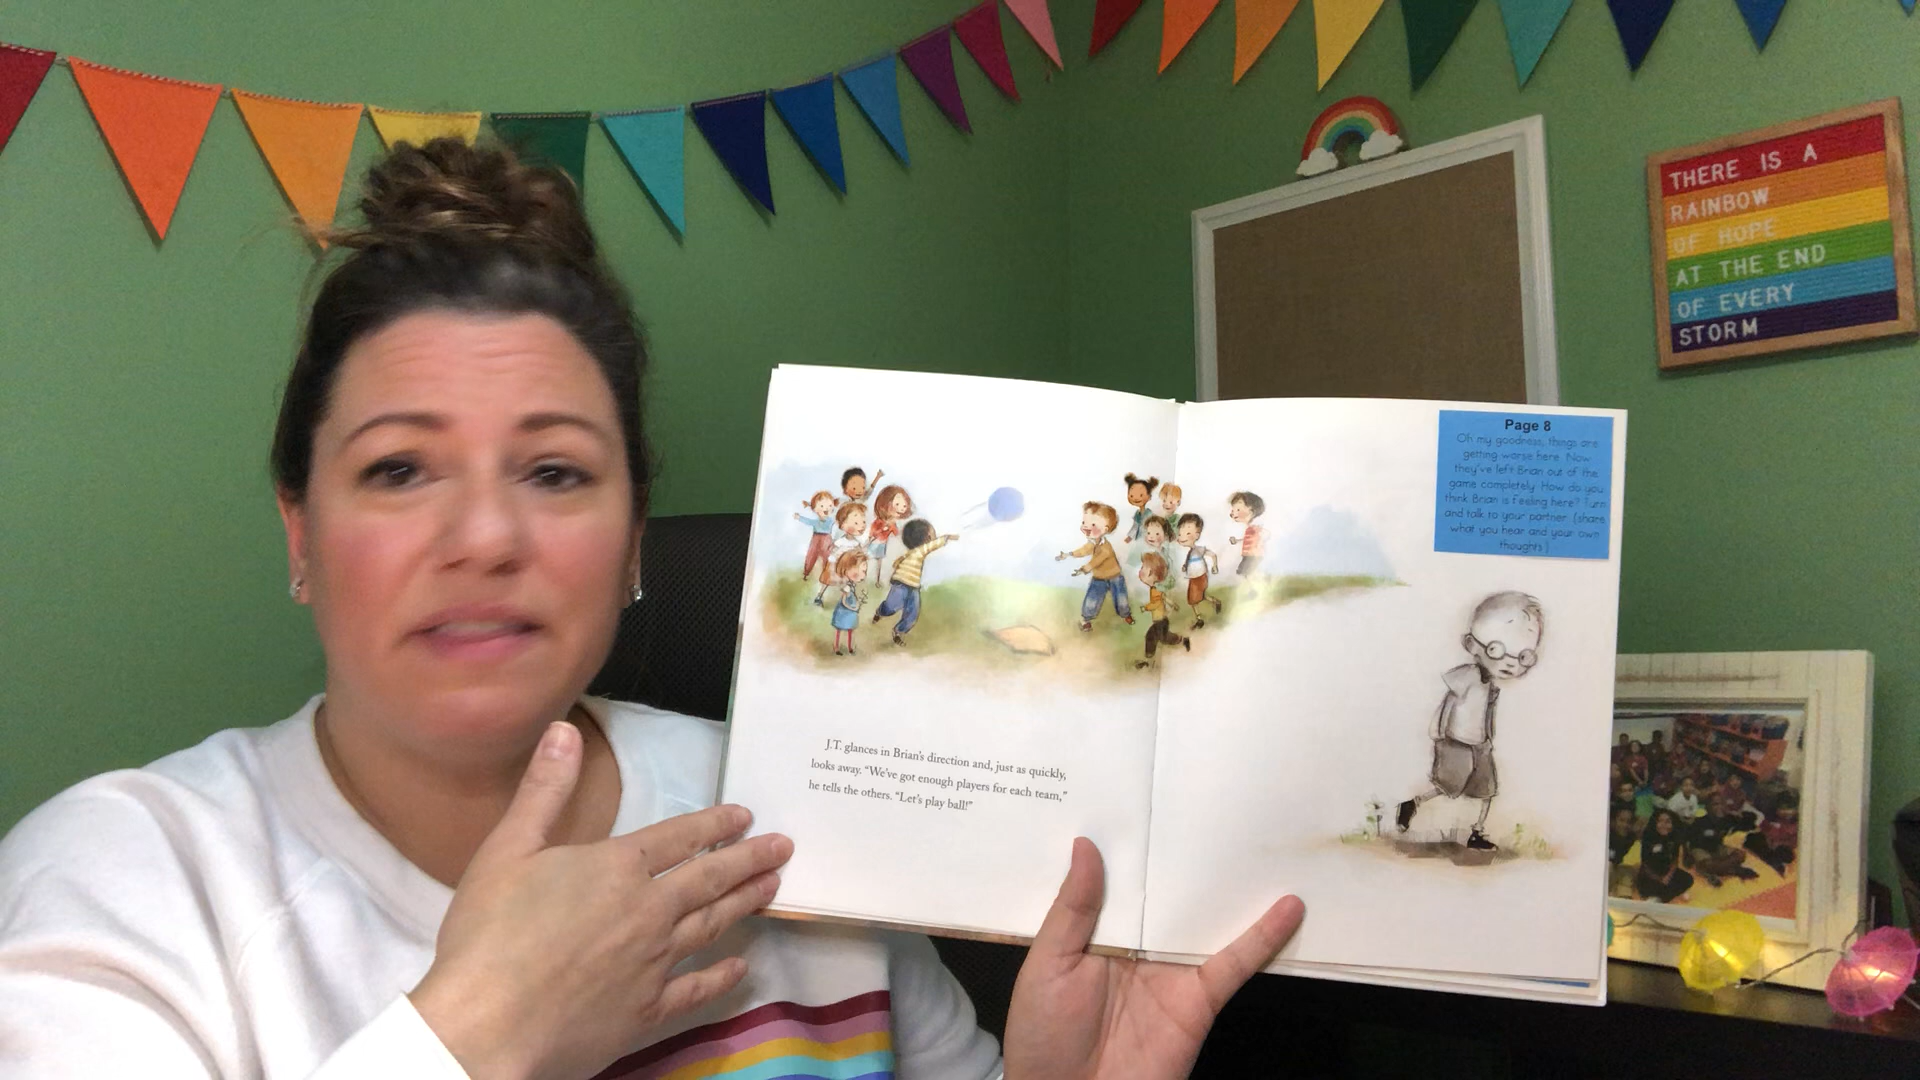 THERE IS A
RAINBOW
OF HOPE
AT THE END
OF EVERY
STORM
J.T. glances in Brian's direction and, just as quickly,
looks away. "We've got enough players for each team,"
he tells the others. "Let's play ball!"
Page 8
Oh my goodness, things are
getting worse here. Now
they've left Brian out of the
game completely. How do you
think Brian is feeling here? Turn
and talk to your partner. (share
what you hear and your own
thoughts.)